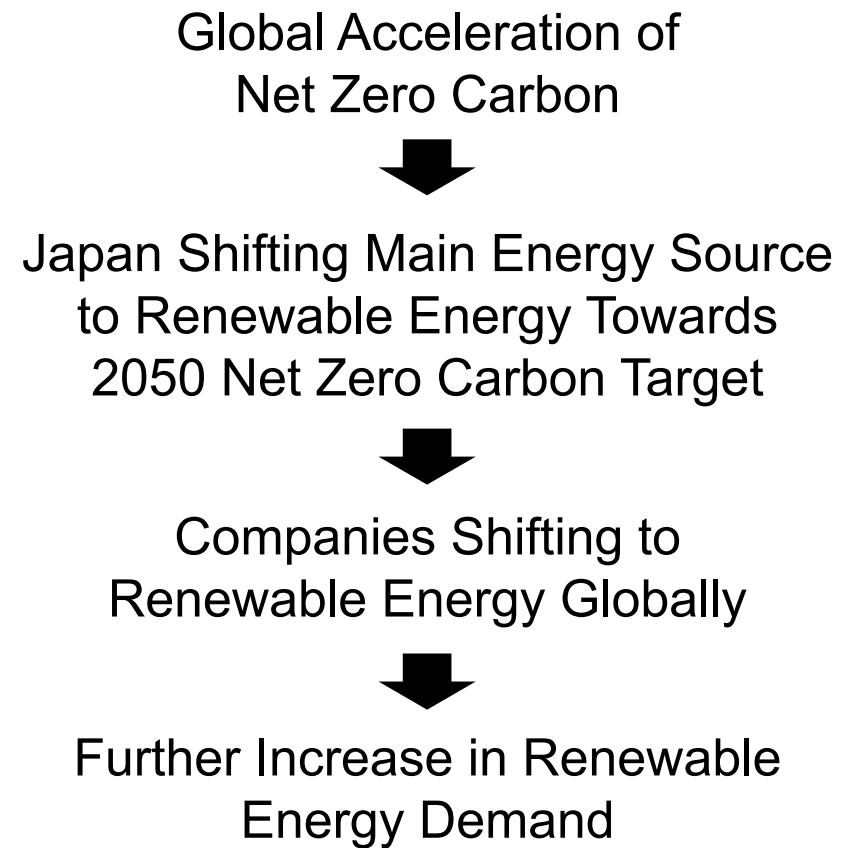 Global Acceleration of
Net Zero Carbon
Japan Shifting Main Energy Source
to Renewable Energy Towards
2050 Net Zero Carbon Target
Companies Shifting to
Renewable Energy Globally
Further Increase in Renewable
Energy Demand